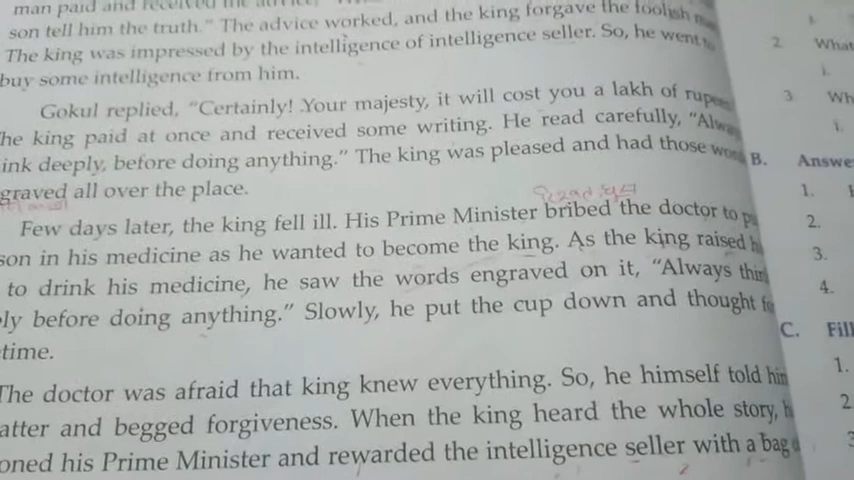 man paid and received the advice,
son tell him the truth." The advice worked, and the king forgave the foolish man
The king was impressed by the intelligence of intelligence seller. So, he went to
buy some intelligence from him.
Gokul replied, "Certainly! Your majesty, it will cost you a lakh of rupees
he king paid at once and received some writing. He read carefully, "Alway
ink deeply, before doing anything." The king was pleased and had those word
graved all over the place.
Few days later, the king fell ill. His Prime Minister bribed the doctor to p
son in his medicine as he wanted to become the king. As the king raised h
to drink his medicine, he saw the words engraved on it, "Always thin
ly before doing anything." Slowly, he put the cup down and thought fo
time.
The doctor was afraid that king knew everything. So, he himself told him
atter and begged forgiveness. When the king heard the whole story, h
oned his Prime Minister and rewarded the intelligence seller with a bag
2. What
i.
3. Wh
i.
B. Answe
1.
2.
3.
4.
C. Fill
1.
2
3